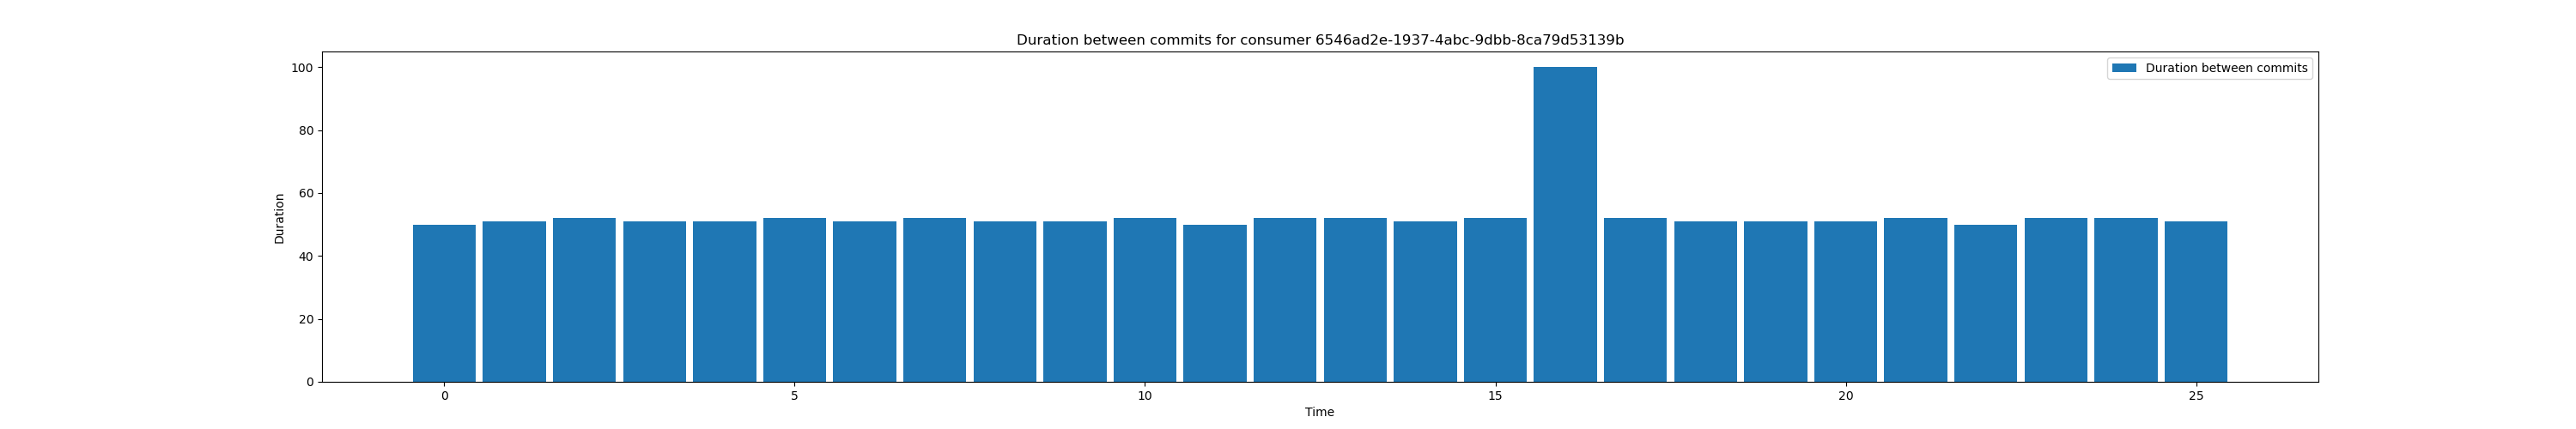 Duration between commits for consumer 6546ad2e-1937-4abc-9dbb-8ca79d53139b
Duration between commits
100
80
60
40
20
0
Duration
0 5 10 15 20 25
Time